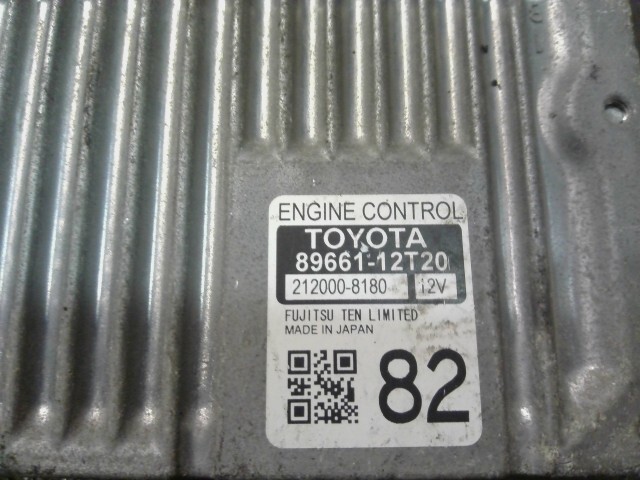 ENGINE CONTROL
TOYOTA
89661-12T20
212000-8180 12V
FUJITSU TEN LIMITED
MADE IN JAPAN
82